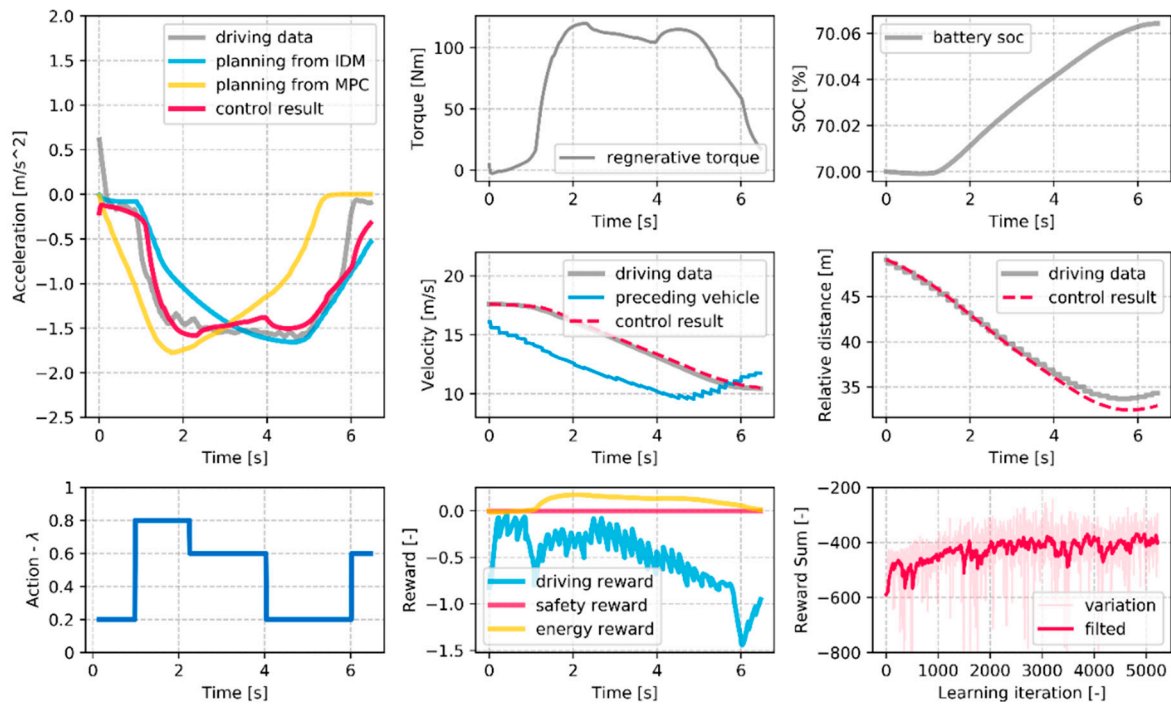 2.0
1.5
1.0
0.5
0.0
−0.5
−1.0
−1.5
−2.0
−2.5
Acceleration [m/s^2]
driving data
planning from IDM
planning from MPC
control result
0 2 4 6
Time [s]
100
50
0
Torque [Nm]
regnerative torque
0 2 4 6
Time [s]
70.06
70.04
70.02
70.00
SOC [%]
battery soc
0 2 4 6
Time [s]
20
15
10
Velocity [m/s]
driving data
preceding vehicle
control result
0 2 4 6
Time [s]
45
40
35
Relative distance [m]
driving data
control result
0 2 4 6
Time [s]
1
0.8
0.6
0.4
0.2
0
Action - λ
0 2 4 6
Time [s]
0.0
−0.5
−1.0
−1.5
Reward [-]
driving reward
safety reward
energy reward
0 2 4 6
Time [s]
−200
−400
−600
−800
Reward Sum [-]
variation
filted
0 1000 2000 3000 4000 5000
Learning iteration [-]